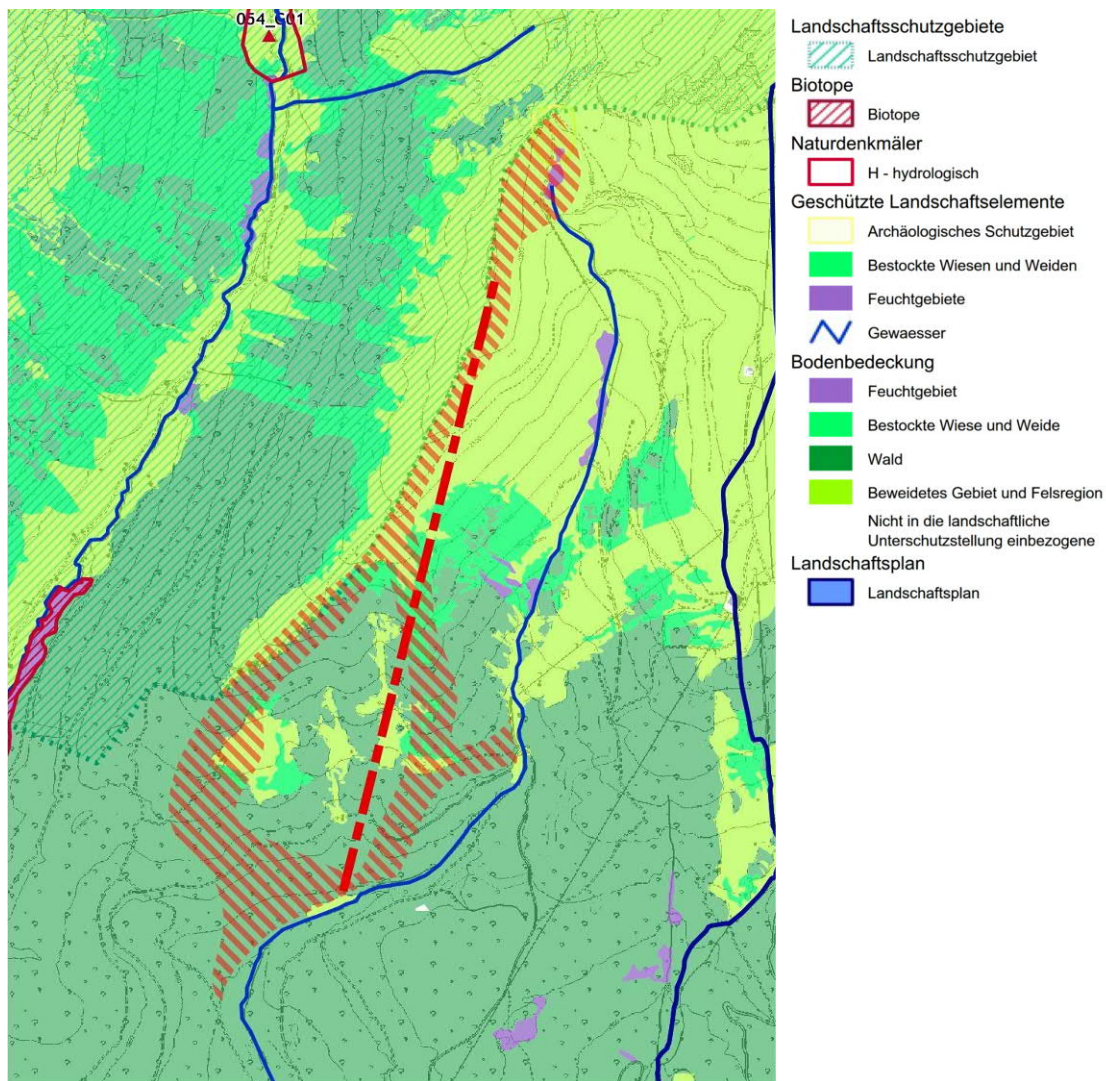 054_G01
Landschaftsschutzgebiete
Landschaftsschutzgebiet
Biotope
Biotope
Naturdenkmäler
H - hydrologisch
Geschützte Landschaftselemente
Archäologisches Schutzgebiet
Bestockte Wiesen und Weiden
Feuchtgebiete
Gewaesser
Bodenbedeckung
Feuchtgebiet
Bestockte Wiese und Weide
Wald
Beweidetes Gebiet und Felsregion
Nicht in die landschaftliche
Unterschutzstellung einbezogene
Landschaftsplan
Landschaftsplan